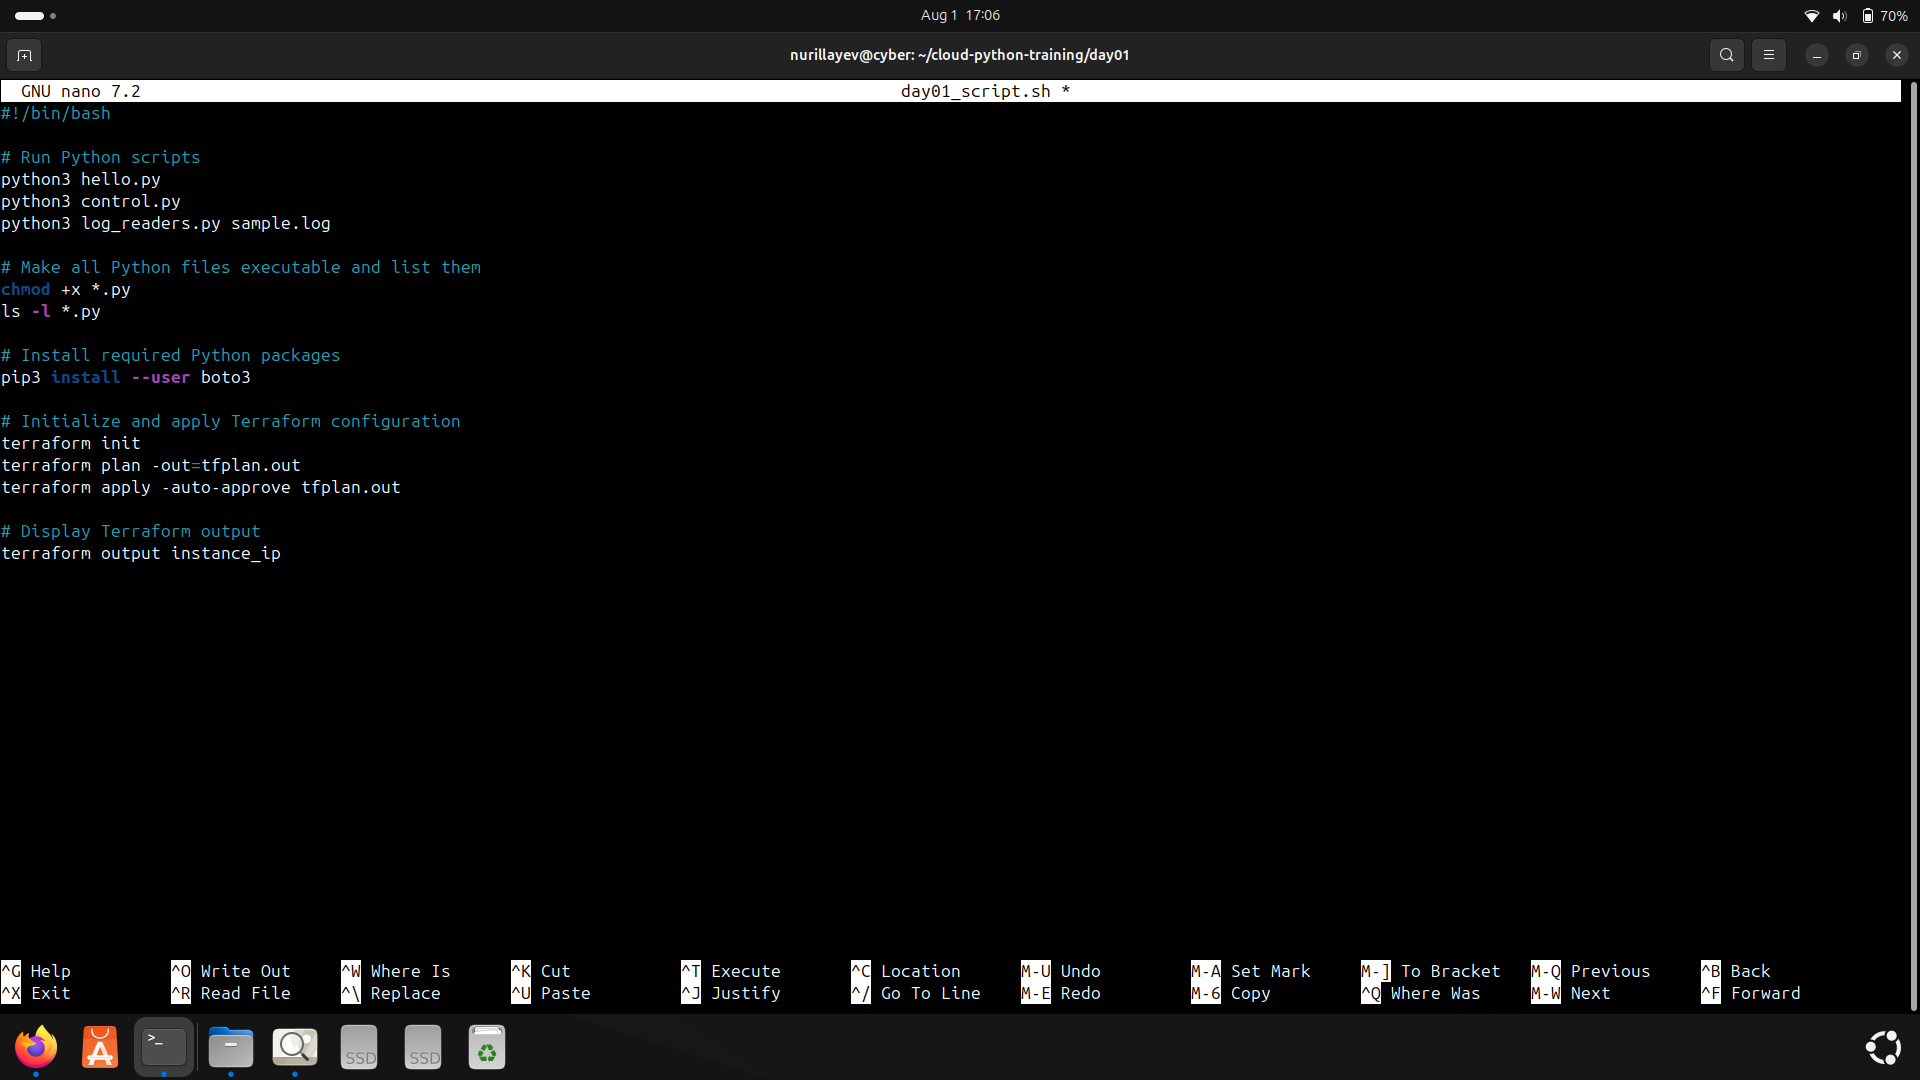 Aug 1 17:06
70%
nurillayev@cyber: ~/cloud-python-training/day01
GNU nano 7.2 day01_script.sh *
#!/bin/bash
# Run Python scripts
python3 hello.py
python3 control.py
python3 log_readers.py sample.log
# Make all Python files executable and list them
chmod +x *.py
ls -l *.py
# Install required Python packages
pip3 install --user boto3
# Initialize and apply Terraform configuration
terraform init
terraform plan -out=tfplan.out
terraform apply -auto-approve tfplan.out
# Display Terraform output
terraform output instance_ip
^G Help ^O Write Out ^W Where Is ^K Cut ^T Execute ^C Location M-U Undo M-A Set Mark M-] To Bracket M-Q Previous ^B Back
^X Exit ^R Read File ^\ Replace ^U Paste ^J Justify ^/ Go To Line M-E Redo M-6 Copy ^Q Where Was M-W Next ^F Forward
>_
SSD SSD